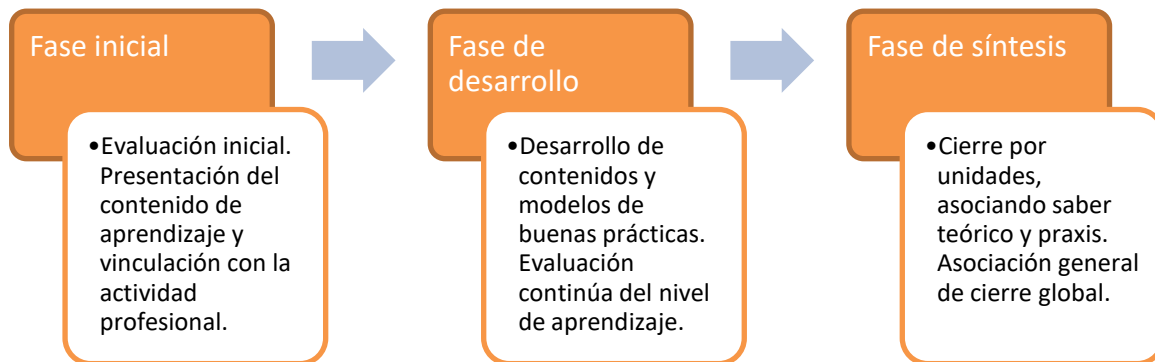 Fase inicial
•Evaluación inicial.
Presentación del
contenido de
aprendizaje y
vinculación con la
actividad
profesional.
Fase de
desarrollo
•Desarrollo de
contenidos y
modelos de
buenas prácticas.
Evaluación
continúa del nivel
de aprendizaje.
Fase de síntesis
•Cierre por
unidades,
asociando saber
teórico y praxis.
Asociación general
de cierre global.